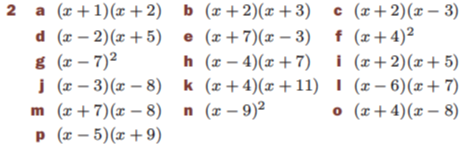 2 a (x + 1)(x + 2) b (x + 2)(x + 3) c (x + 2)(x − 3)
d (x − 2)(x + 5) e (x + 7)(x − 3) f (x + 4)²
g (x − 7)² h (x − 4)(x + 7) i (x + 2)(x + 5)
j (x − 3)(x − 8) k (x + 4)(x + 11) l (x − 6)(x + 7)
m (x + 7)(x − 8) n (x − 9)² o (x + 4)(x − 8)
p (x − 5)(x + 9)